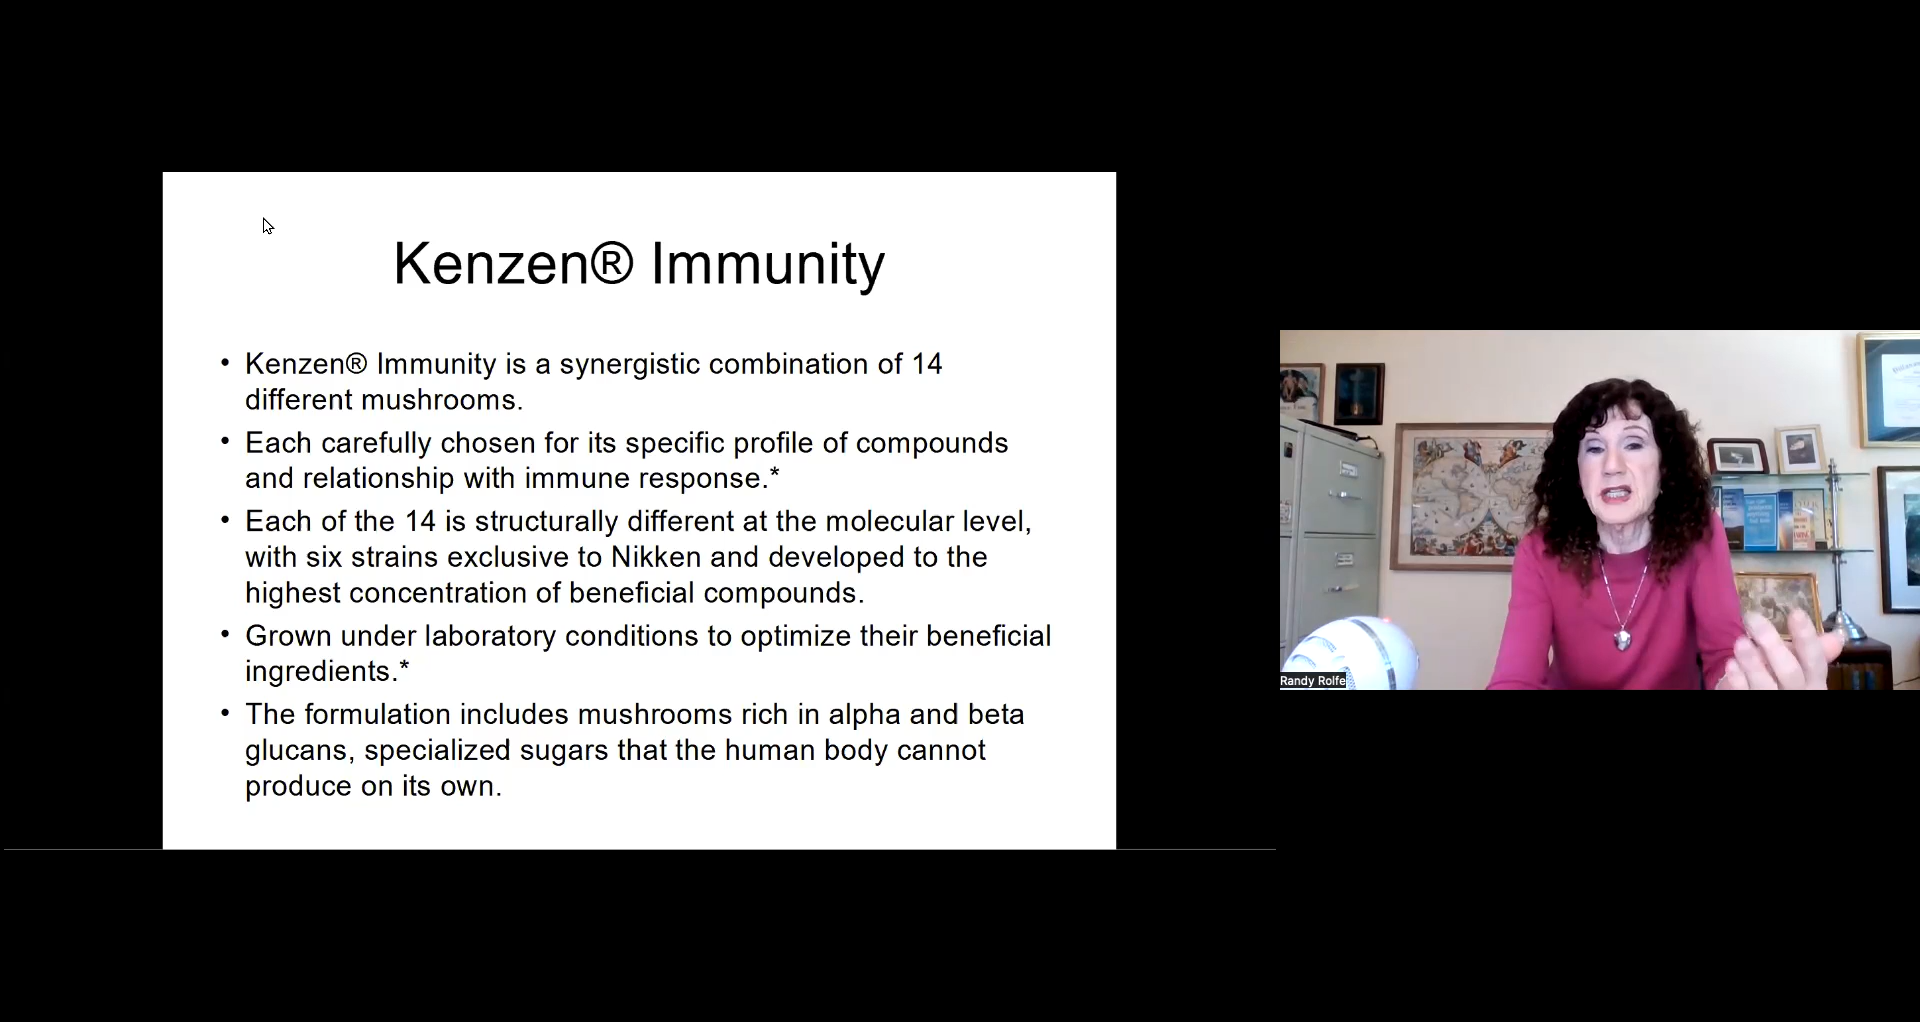 Kenzen® Immunity
• Kenzen® Immunity is a synergistic combination of 14
different mushrooms.
• Each carefully chosen for its specific profile of compounds
and relationship with immune response.*
• Each of the 14 is structurally different at the molecular level,
with six strains exclusive to Nikken and developed to the
highest concentration of beneficial compounds.
• Grown under laboratory conditions to optimize their beneficial
ingredients.*
• The formulation includes mushrooms rich in alpha and beta
glucans, specialized sugars that the human body cannot
produce on its own.
Randy Rolfe